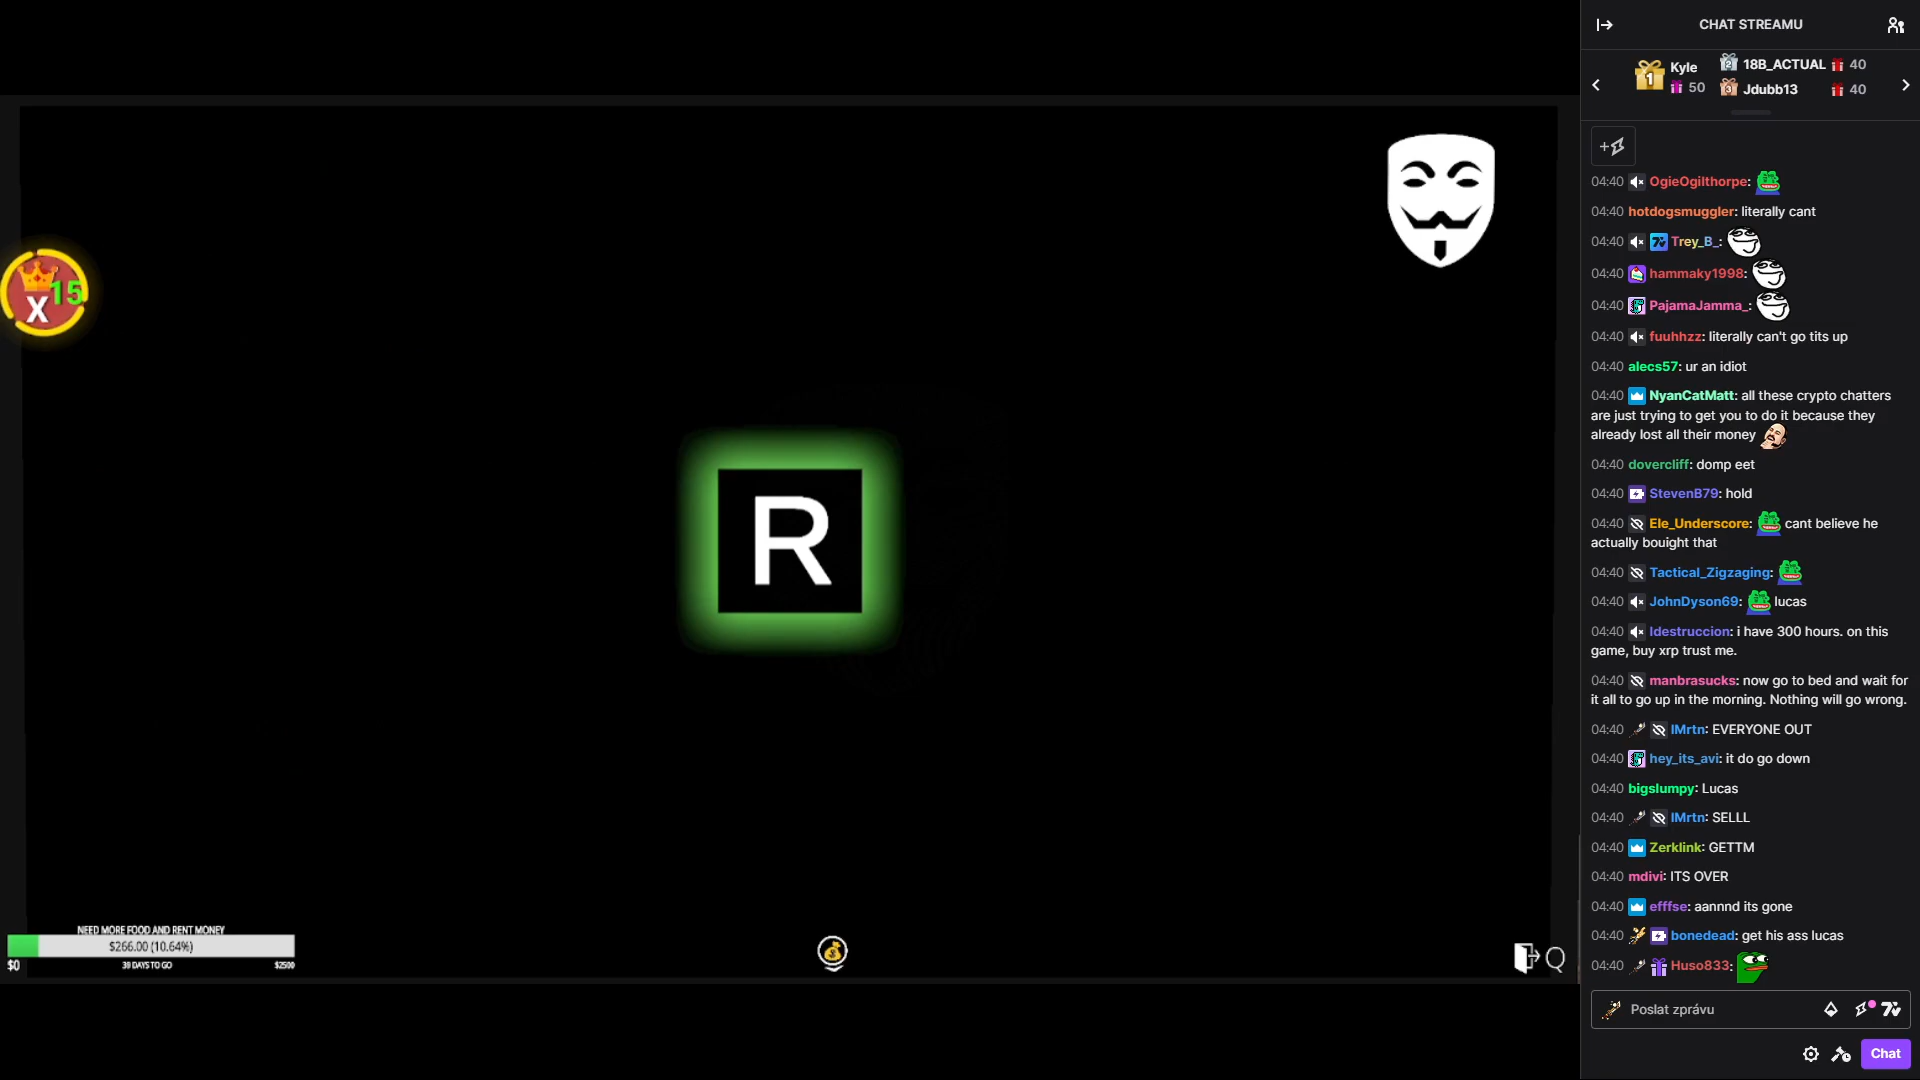 CHAT STREAMU
1 Kyle 50
2 18B_ACTUAL 40
3 Jdubb13 40
04:40 OgieOgilthorpe:
04:40 hotdogsmuggler: literally cant
04:40 Trey_B_:
04:40 hammaky1998:
04:40 PajamaJamma_:
04:40 fuuhhzz: literally can't go tits up
04:40 alecs57: ur an idiot
04:40 NyanCatMatt: all these crypto chatters
are just trying to get you to do it because they
already lost all their money
04:40 dovercliff: domp eet
04:40 StevenB79: hold
04:40 Ele_Underscore: cant believe he
actually bouight that
04:40 Tactical_Zigzaging:
04:40 JohnDyson69: lucas
04:40 ldestruccion: i have 300 hours. on this
game, buy xrp trust me.
04:40 manbrasucks: now go to bed and wait for
it all to go up in the morning. Nothing will go wrong.
04:40 IMrtn: EVERYONE OUT
04:40 hey_its_avi: it do go down
04:40 bigslumpy: Lucas
04:40 IMrtn: SELLL
04:40 Zerklink: GETTM
04:40 mdivi: ITS OVER
04:40 efffse: aannnd its gone
04:40 bonedead: get his ass lucas
04:40 Huso833:
Poslat zprávu
Chat
X 15
R
NEED MORE FOOD AND RENT MONEY
$266.00 (10.64%)
$0 39 DAYS TO GO $2500
Q